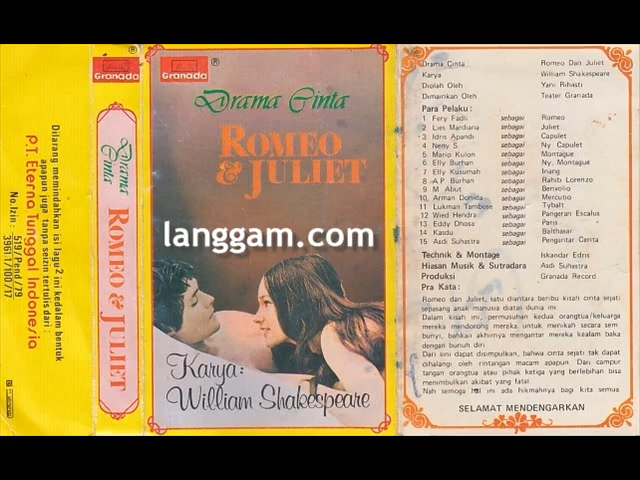 Dilarang memindahkan isi lagu² ini kedalam bentuk
apapun juga tanpa seizin tertulis dari :
P.T. Eterna Tunggal Indonesia
No. Izin : 519/Pend/79
3961.1/100/17
Granada
Drama
Cinta
ROMEO & JULIET
Granada
Drama Cinta
ROMEO
& JULIET
langgam.com
Karya:
William Shakespeare
Drama Cinta Romeo Dan Juliet
Karya William Shakespeare
Diolah Oleh Yani Rihasti
Dimainkan Oleh Teater Granada
Para Pelaku :
1 Fery Fadli sebagai Romeo
2 Lies Mardiana sebagai Juliet
3 Idris Apandi sebagai Capulet
4 Neny S sebagai Ny. Capulet
5 Mario Kulon sebagai Montague
6 Elly Burhan sebagai Ny. Montague
7 Elly Kusumah sebagai Inang
8 A.P Burhan sebagai Rahib Lorenzo
9 M. Abut sebagai Benvolio
10 Arman Donida sebagai Mercutio
11 Lukman Tambose sebagai Tybalt
12 Wied Hendra sebagai Pangeran Escalus
13 Eddy Dhosa sebagai Paris
14 Kasdu sebagai Balthasar
15 Asdi Suhastra sebagai Pengantar Cerita
Technik & Montage Iskandar Edris
Hiasan Musik & Sutradara Asdi Suhastra
Produksi Granada Record
Pra Kata :
Romeo dan Juliet, satu diantara beribu kisah cinta sejati
sepasang anak manusia diatas dunia ini
Dalam kisah ini, permusuhan kedua orangtua/keluarga
mereka mendorong mereka untuk menikah secara sem
bunyi, bahkan akhirnya mengantar mereka kealam baka
dengan bunuh diri
Dari sini dapat disimpulkan, bahwa cinta sejati tak dapat
dihalangi oleh rintangan macam apapun. Dan campur
tangan orangtua atau pihak ketiga yang berlebihan bisa
menimbulkan akibat yang fatal.
Nah semoga hal ini ada hikmahnya bagi kita semua.
SELAMAT MENDENGARKAN